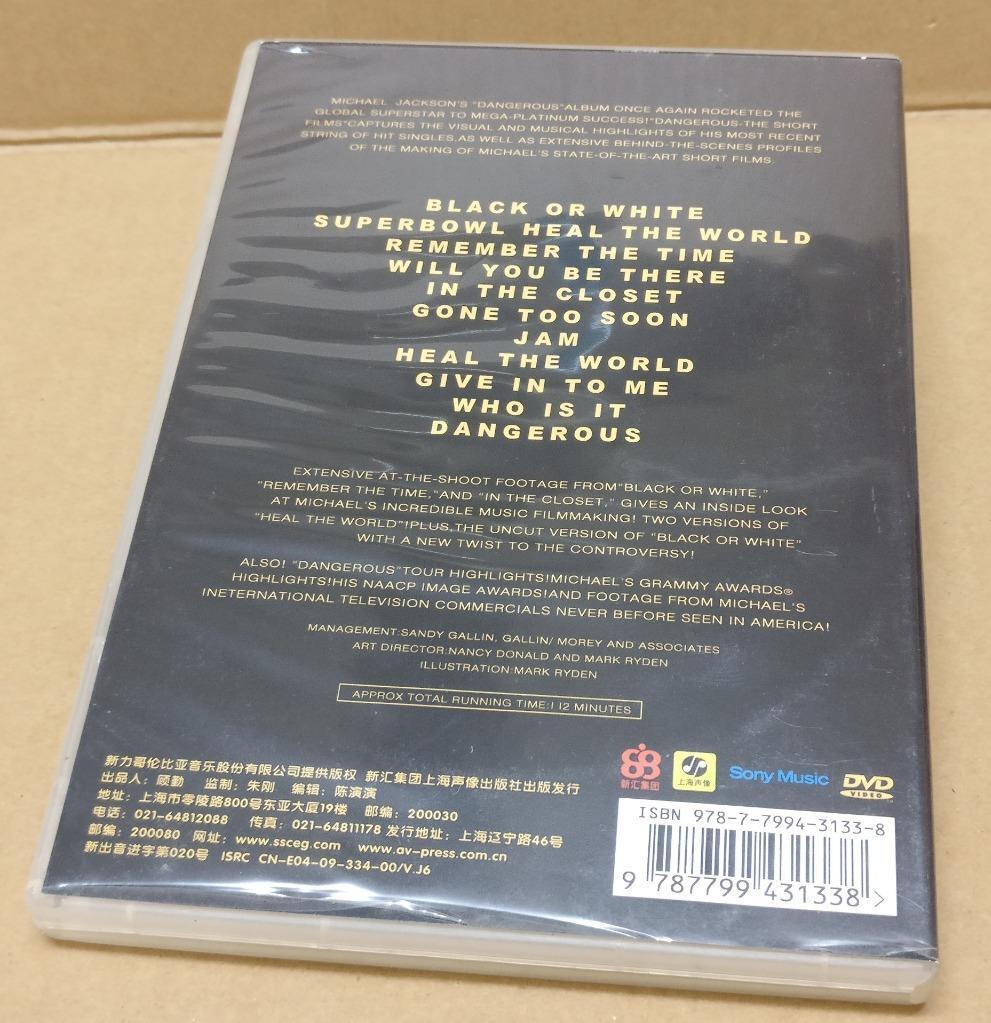 MICHAEL JACKSON'S "DANGEROUS"ALBUM ONCE AGAIN ROCKETED THE
GLOBAL SUPERSTAR TO MEGA-PLATINUM SUCCESS!"DANGEROUS-THE SHORT
FILMS"CAPTURES THE VISUAL AND MUSICAL HIGHLIGHTS OF HIS MOST RECENT
STRING OF HIT SINGLES,AS WELL AS EXTENSIVE BEHIND-THE-SCENES PROFILES
OF THE MAKING OF MICHAEL'S STATE-OF-THE-ART SHORT FILMS.
BLACK OR WHITE
SUPERBOWL HEAL THE WORLD
REMEMBER THE TIME
WILL YOU BE THERE
IN THE CLOSET
GONE TOO SOON
JAM
HEAL THE WORLD
GIVE IN TO ME
WHO IS IT
DANGEROUS
EXTENSIVE AT-THE-SHOOT FOOTAGE FROM"BLACK OR WHITE,"
"REMEMBER THE TIME,"AND "IN THE CLOSET," GIVES AN INSIDE LOOK
AT MICHAEL'S INCREDIBLE MUSIC FILMMAKING! TWO VERSIONS OF
"HEAL THE WORLD"!PLUS,THE UNCUT VERSION OF "BLACK OR WHITE"
WITH A NEW TWIST TO THE CONTROVERSY!
ALSO! "DANGEROUS"TOUR HIGHLIGHTS!MICHAEL'S GRAMMY AWARDS®
HIGHLIGHTS!HIS NAACP IMAGE AWARDS!AND FOOTAGE FROM MICHAEL'S
INETERNATIONAL TELEVISION COMMERCIALS NEVER BEFORE SEEN IN AMERICA!
MANAGEMENT:SANDY GALLIN, GALLIN/ MOREY AND ASSOCIATES
ART DIRECTOR:NANCY DONALD AND MARK RYDEN
ILLUSTRATION:MARK RYDEN
APPROX TOTAL RUNNING TIME:112 MINUTES
新力哥伦比亚音乐股份有限公司提供版权 新汇集团上海声像出版社出版发行
出品人：顾勤 监制：朱刚 编辑：陈演演
地址：上海市零陵路800号东亚大厦19楼 邮编：200030
电话：021-64812088 传真：021-64811178 发行地址：上海辽宁路46号
邮编：200080 网址：www.ssceg.com www.av-press.com.cn
新出音进字第020号 ISRC CN-E04-09-334-00/V.J6
新汇集团
上海声像
Sony Music
DVD
VIDEO
ISBN 978-7-7994-3133-8
9 787799 431338 >